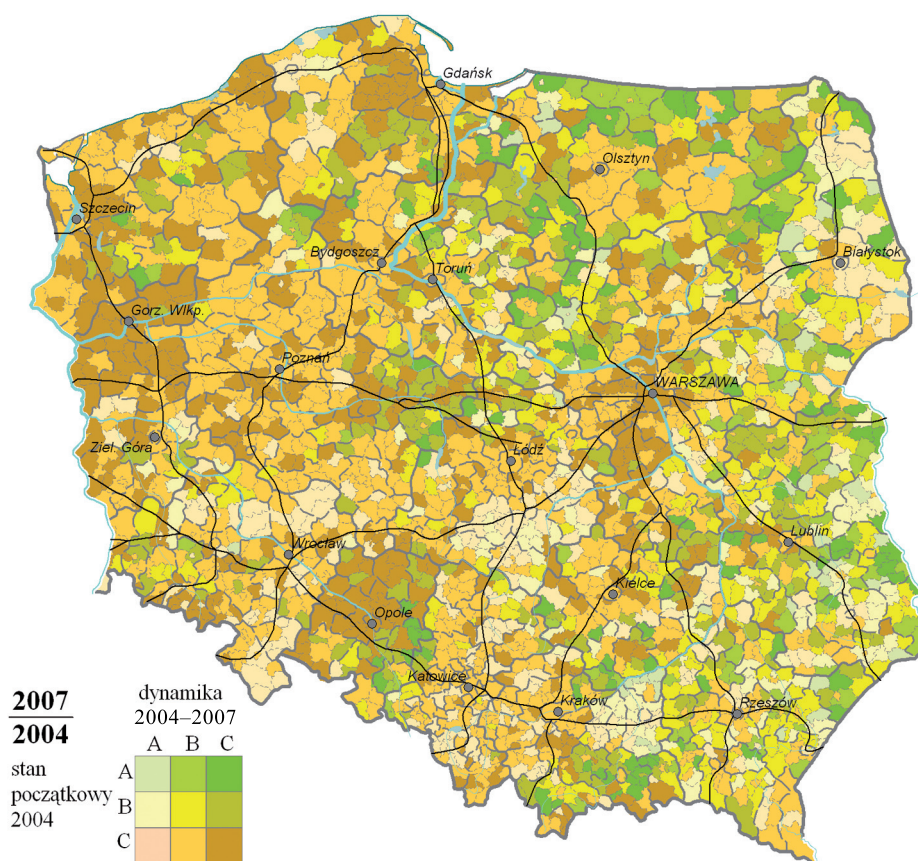 Gdańsk
Olsztyn
Szczecin
Bydgoszcz
Toruń
Białystok
Gorz. Wlkp.
Poznań
WARSZAWA
Ziel. Góra
Łódź
Wrocław
Lublin
Kielce
Opole
Katowice
Kraków
Rzeszów
2007
2004
dynamika
2004–2007
A B C
stan
początkowy
2004
A
B
C